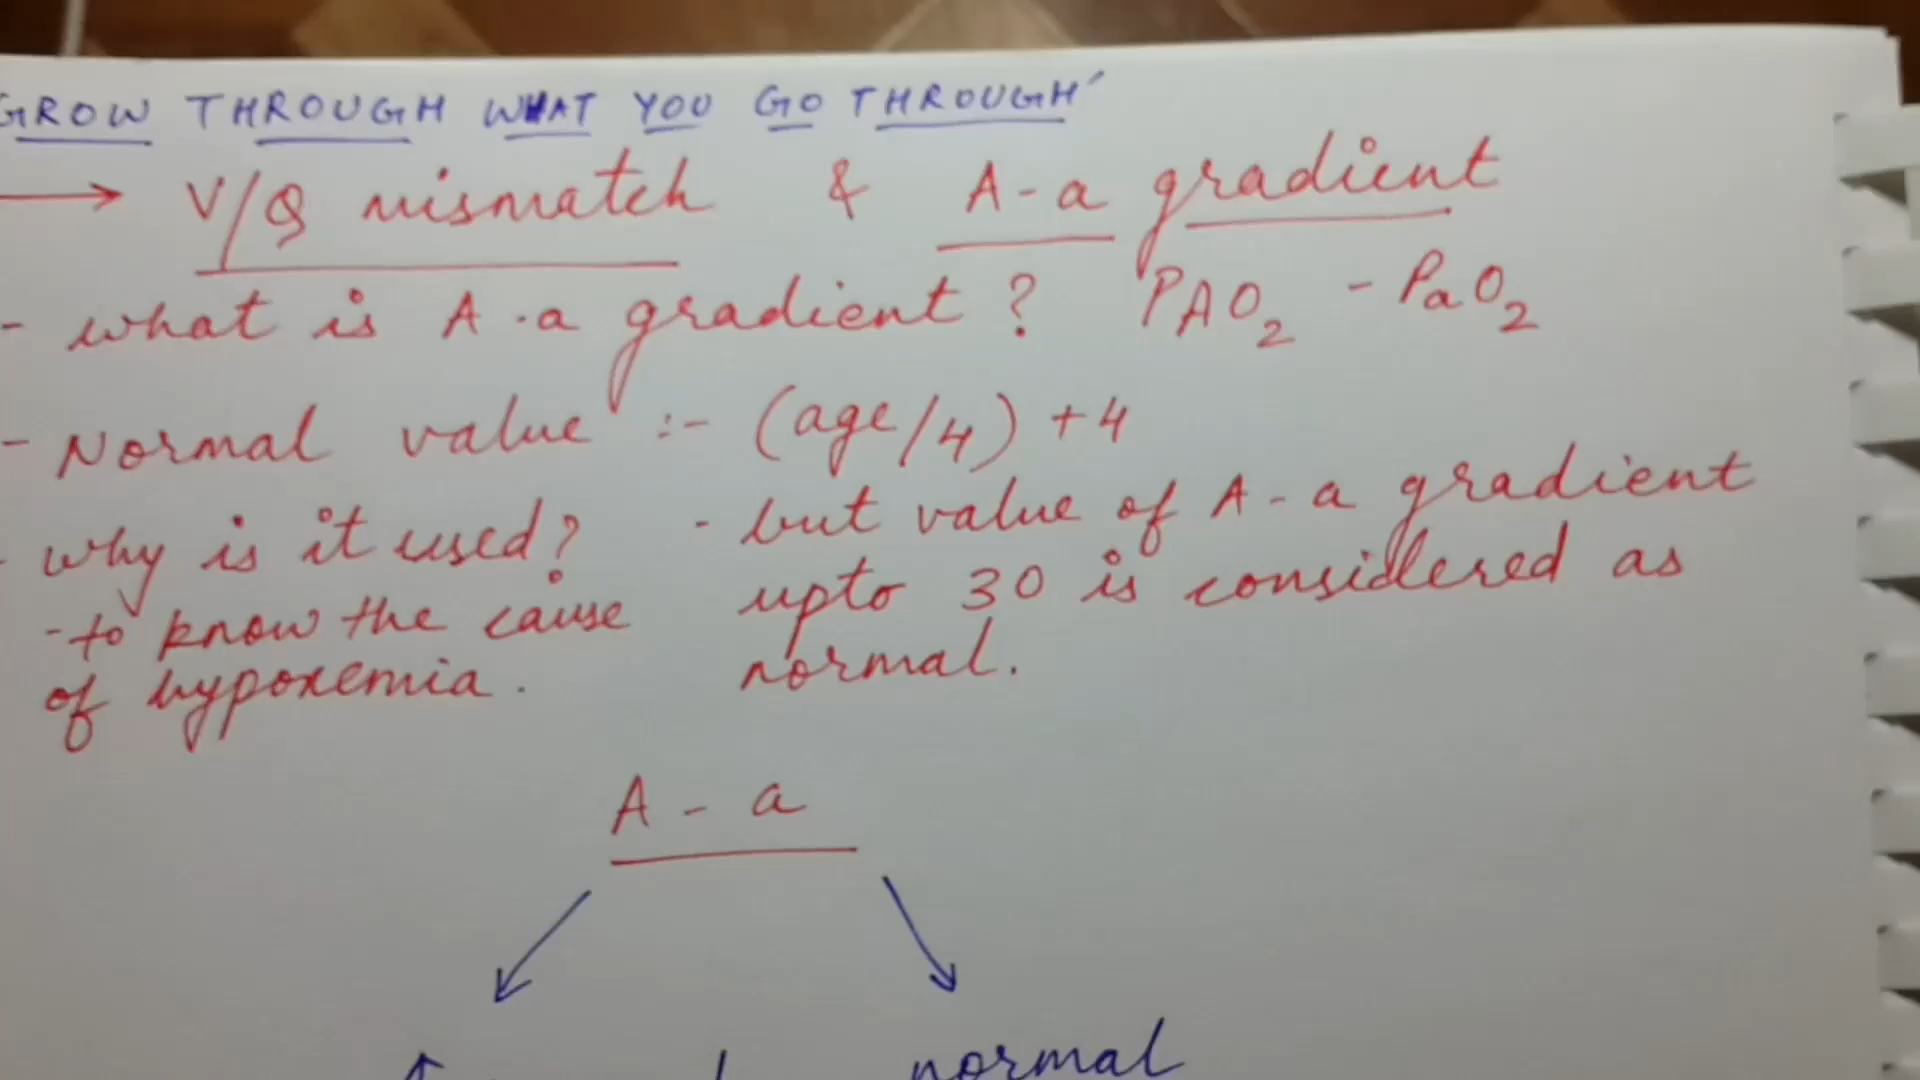 GROW THROUGH WHAT YOU GO THROUGH'
→ V/Q mismatch & A-a gradient
- what is A-a gradient? PAO₂ - PaO₂
- Normal value :- (age/4) + 4
- why is it used?
- to know the cause
of hypoxemia.
- but value of A-a gradient
upto 30 is considered as
normal.
A - a
↑
normal